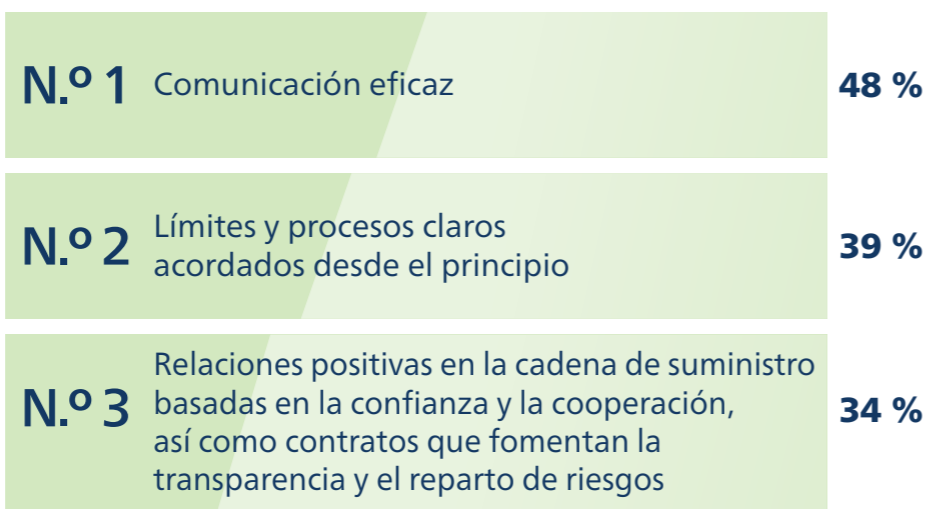 N.º 1 Comunicación eficaz 48 %
N.º 2 Límites y procesos claros
acordados desde el principio 39 %
N.º 3 Relaciones positivas en la cadena de suministro
basadas en la confianza y la cooperación,
así como contratos que fomentan la
transparencia y el reparto de riesgos 34 %